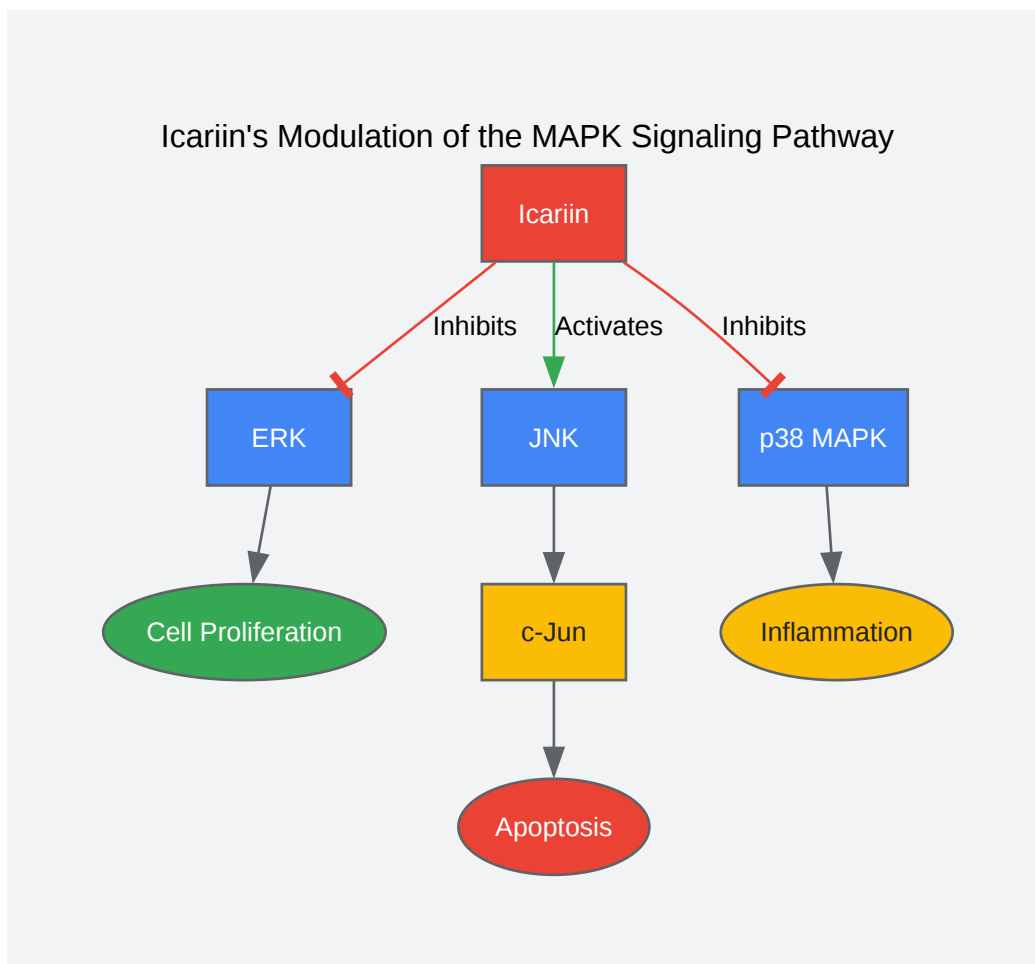 Icariin's Modulation of the MAPK Signaling Pathway
Icariin
Inhibits
Activates
Inhibits
ERK
JNK
p38 MAPK
Cell Proliferation
c-Jun
Inflammation
Apoptosis